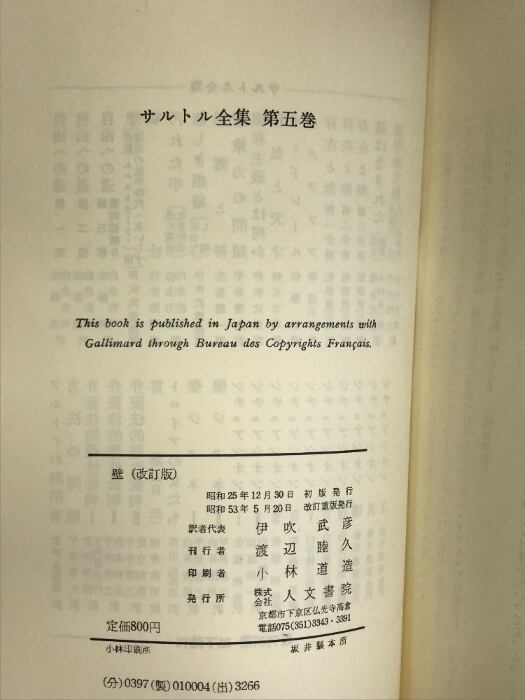 サルトル全集 第五巻
This book is published in Japan by arrangements with
Gallimard through Bureau des Copyrights Français.
壁（改訂版）
昭和25年12月30日 初版発行
昭和53年5月20日 改訂重版発行
訳者代表 伊吹武彦
刊行者 渡辺睦久
印刷者 小林道造
発行所 株式会社 人文書院
京都市下京区仏光寺高倉
電話075(351)3343・3391
定価800円
小林印刷所 坂井製本所
(分)0397(製)010004(出)3266